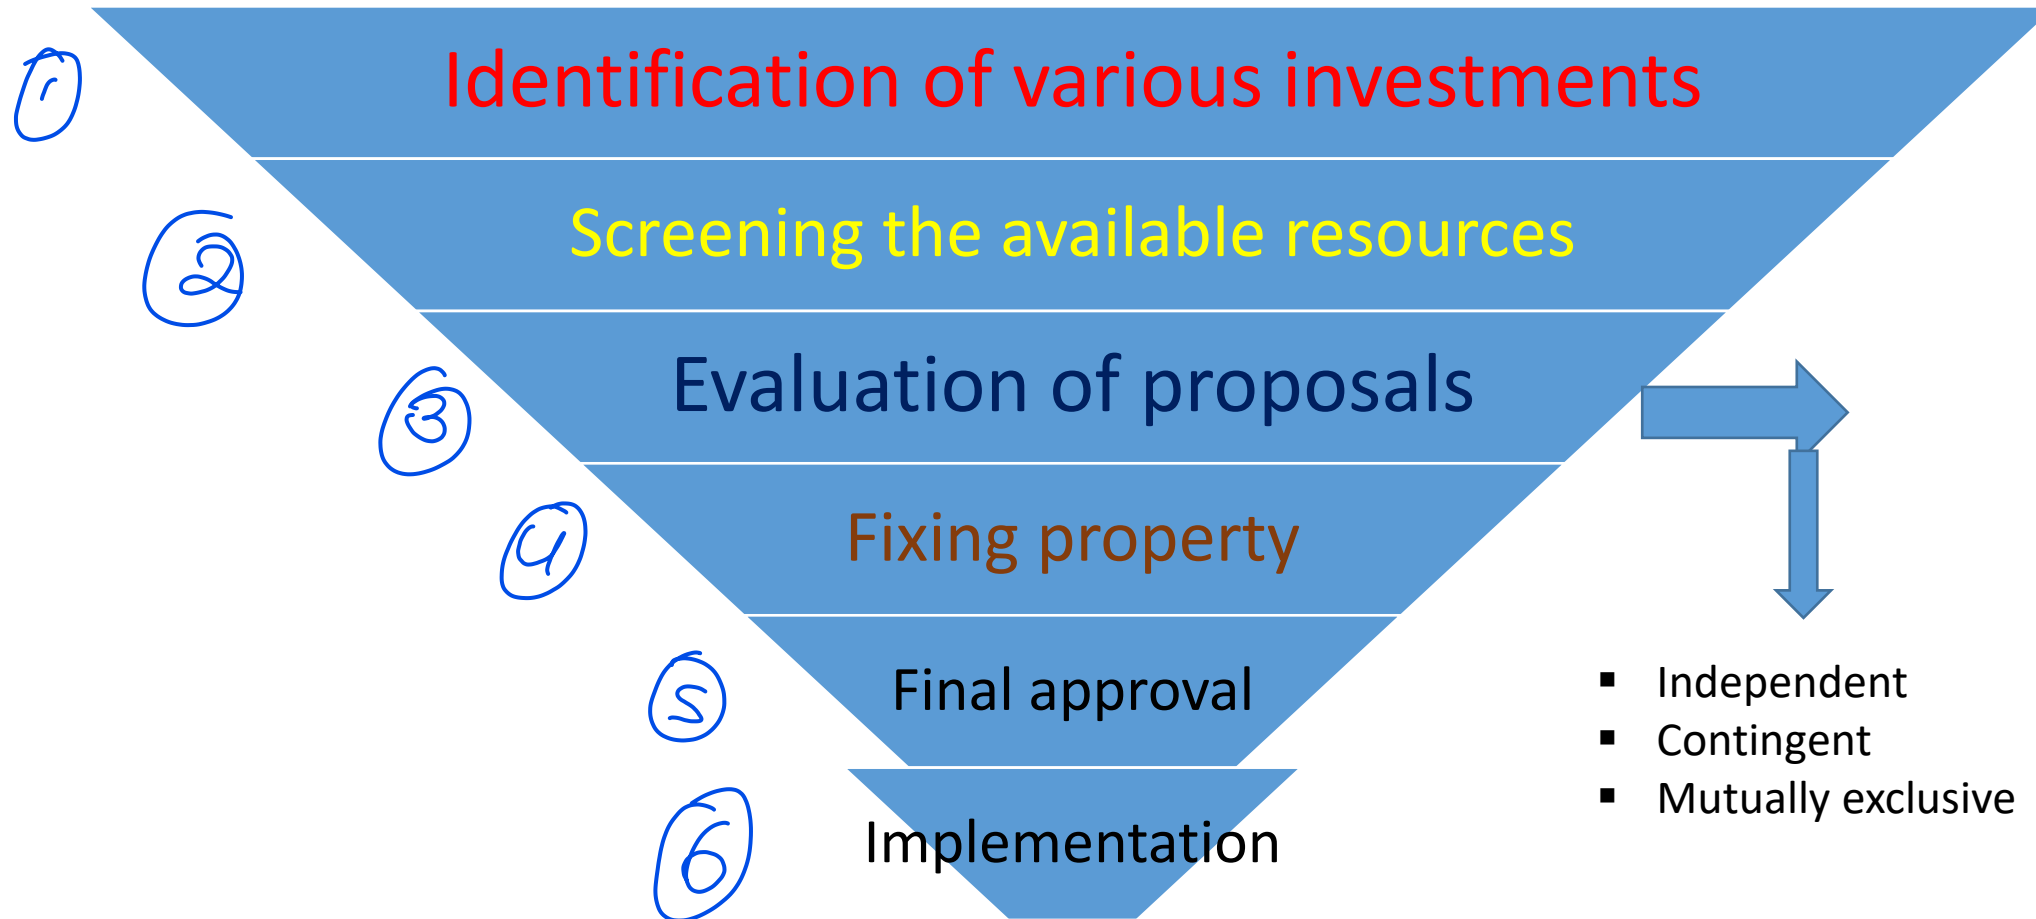 1 Identification of various investments
2 Screening the available resources
3 Evaluation of proposals
4 Fixing property
5 Final approval
6 Implementation
▪ Independent
▪ Contingent
▪ Mutually exclusive